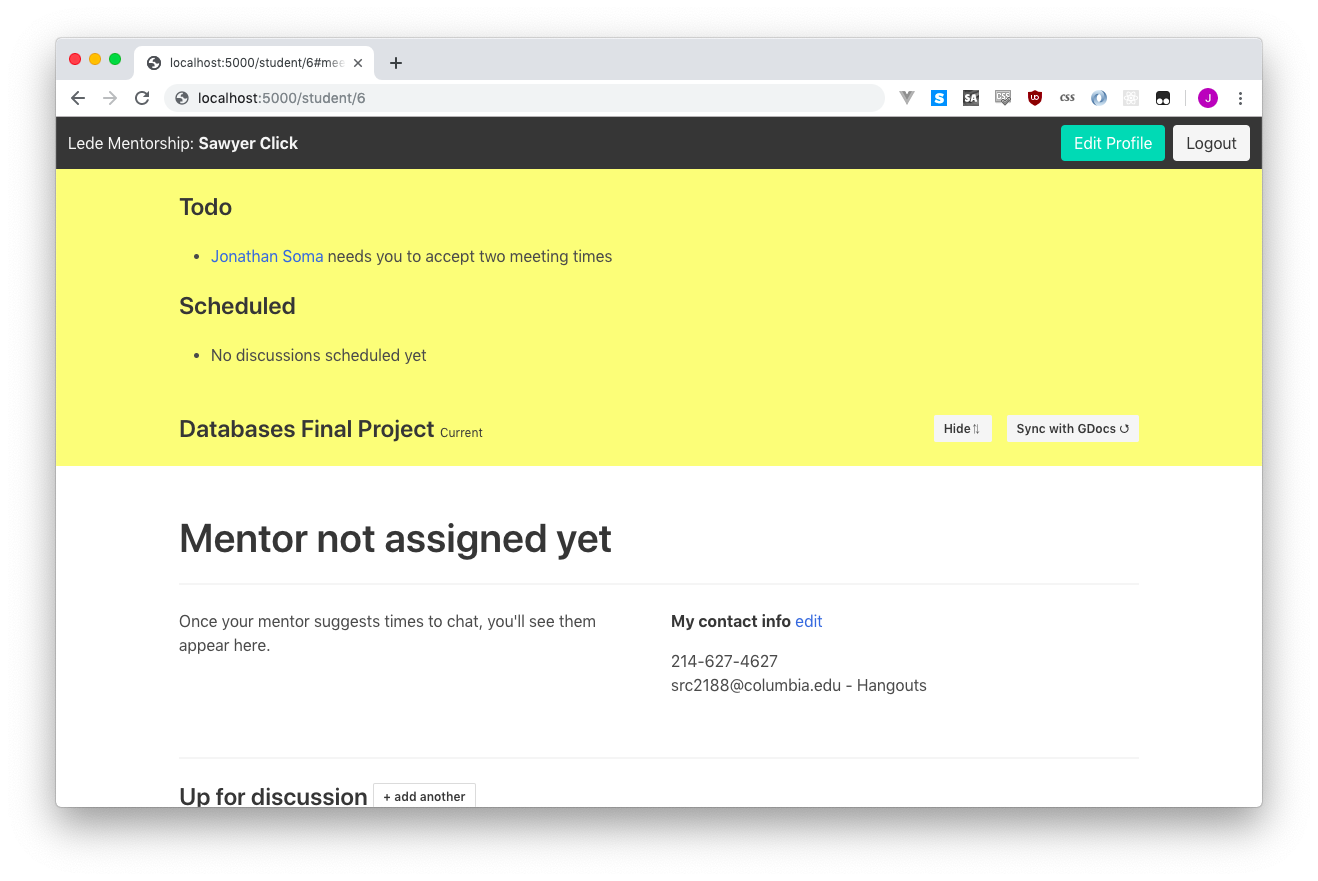 localhost:5000/student/6#mee
localhost:5000/student/6
S
SA
CSS
UD
css
J
Lede Mentorship: Sawyer Click
Edit Profile
Logout
Todo
Jonathan Soma needs you to accept two meeting times
Scheduled
No discussions scheduled yet
Databases Final Project Current
Hide
Sync with GDocs
Mentor not assigned yet
Once your mentor suggests times to chat, you'll see them
appear here.
My contact info edit
214-627-4627
src2188@columbia.edu - Hangouts
Up for discussion
+ add another